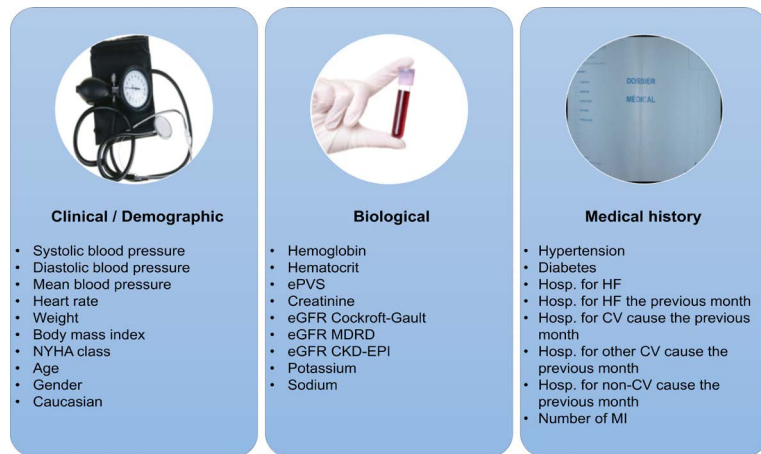 DOSSIER
MEDICAL
Clinical / Demographic
• Systolic blood pressure
• Diastolic blood pressure
• Mean blood pressure
• Heart rate
• Weight
• Body mass index
• NYHA class
• Age
• Gender
• Caucasian
Biological
• Hemoglobin
• Hematocrit
• ePVS
• Creatinine
• eGFR Cockroft-Gault
• eGFR MDRD
• eGFR CKD-EPI
• Potassium
• Sodium
Medical history
• Hypertension
• Diabetes
• Hosp. for HF
• Hosp. for HF the previous month
• Hosp. for CV cause the previous
month
• Hosp. for other CV cause the
previous month
• Hosp. for non-CV cause the
previous month
• Number of MI